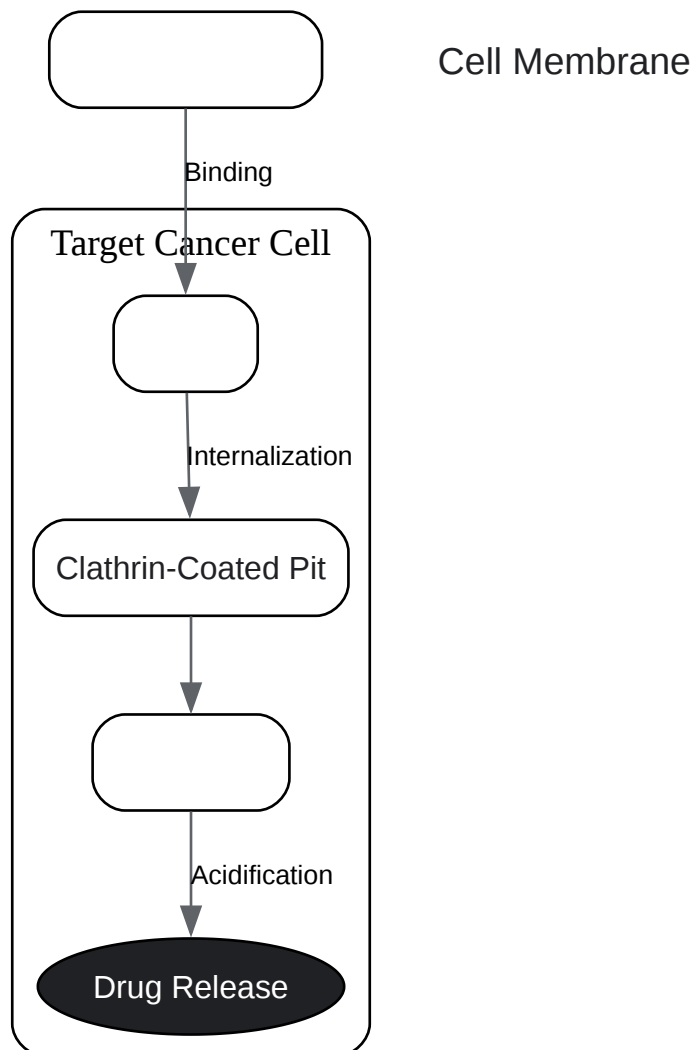 Cell Membrane
Binding
Target Cancer Cell
Internalization
Clathrin-Coated Pit
Acidification
Drug Release